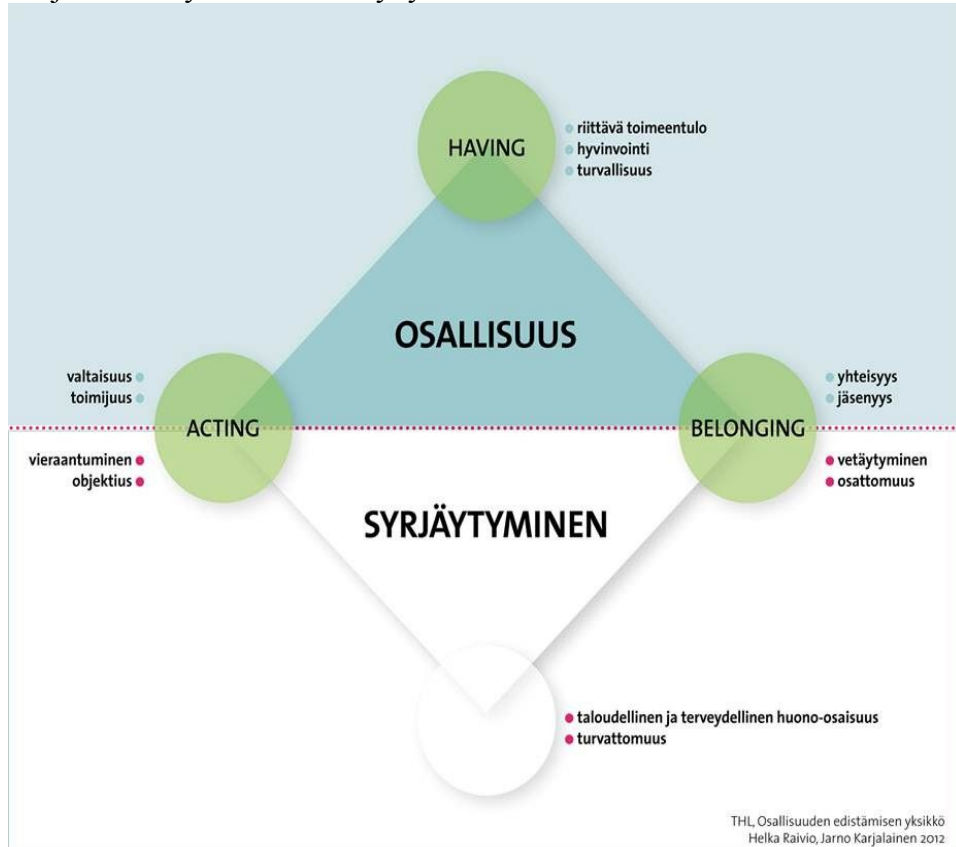 HAVING
riittävä toimeentulo
hyvinvointi
turvallisuus
OSALLISUUS
valtaisuus
toimijuus
yhteisyys
jäsenyys
ACTING
BELONGING
vieraantuminen
objektius
vetäytyminen
osattomuus
SYRJÄYTYMINEN
taloudellinen ja terveydellinen huono-osaisuus
turvattomuus
THL, Osallisuuden edistämisen yksikkö
Helka Raivio, Jarno Karjalainen 2012